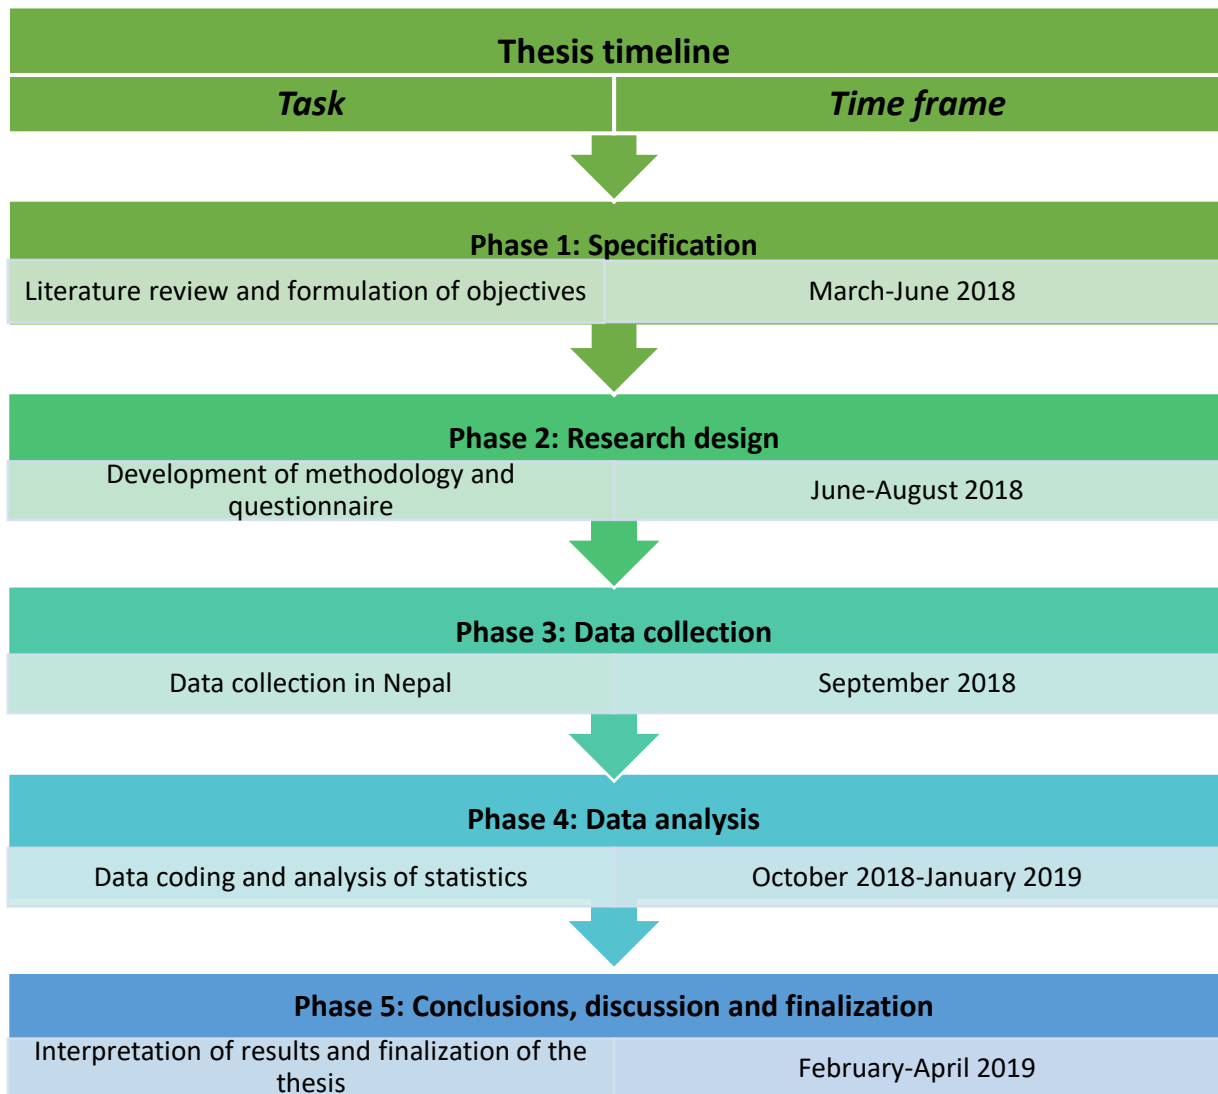 Thesis timeline
Task
Time frame
Phase 1: Specification
Literature review and formulation of objectives
March-June 2018
Phase 2: Research design
Development of methodology and
questionnaire
June-August 2018
Phase 3: Data collection
Data collection in Nepal
September 2018
Phase 4: Data analysis
Data coding and analysis of statistics
October 2018-January 2019
Phase 5: Conclusions, discussion and finalization
Interpretation of results and finalization of the
thesis
February-April 2019